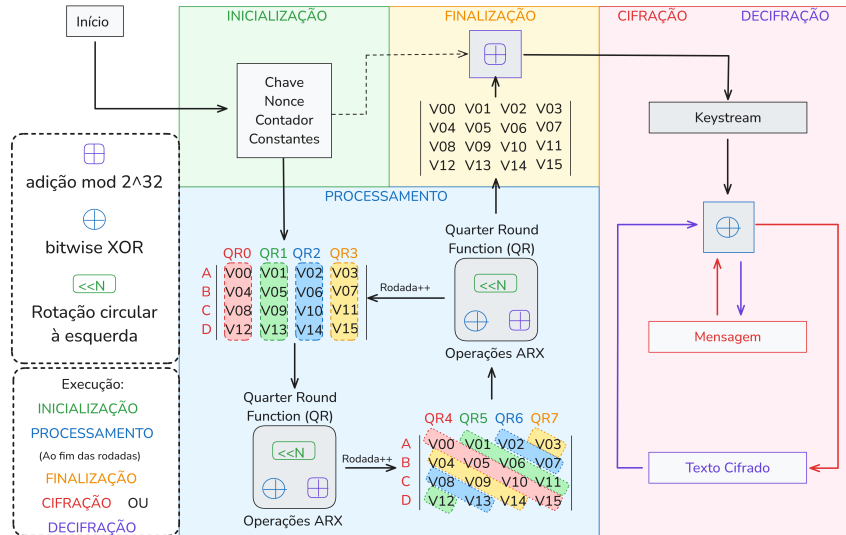 Início
INICIALIZAÇÃO
FINALIZAÇÃO
CIFRAÇÃO
DECIFRAÇÃO
Chave
Nonce
Contador
Constantes
V00 V01 V02 V03
V04 V05 V06 V07
V08 V09 V10 V11
V12 V13 V14 V15
Keystream
adição mod 2^32
bitwise XOR
<<N
Rotação circular
à esquerda
PROCESSAMENTO
QR0 QR1 QR2 QR3
A V00 V01 V02 V03
B V04 V05 V06 V07
C V08 V09 V10 V11
D V12 V13 V14 V15
Rodada++
Quarter Round
Function (QR)
<<N
Operações ARX
Mensagem
Quarter Round
Function (QR)
<<N
Operações ARX
Rodada++
QR4 QR5 QR6 QR7
A V00 V01 V02 V03
B V04 V05 V06 V07
C V08 V09 V10 V11
D V12 V13 V14 V15
Texto Cifrado
Execução:
INICIALIZAÇÃO
PROCESSAMENTO
(Ao fim das rodadas)
FINALIZAÇÃO
CIFRAÇÃO OU
DECIFRAÇÃO